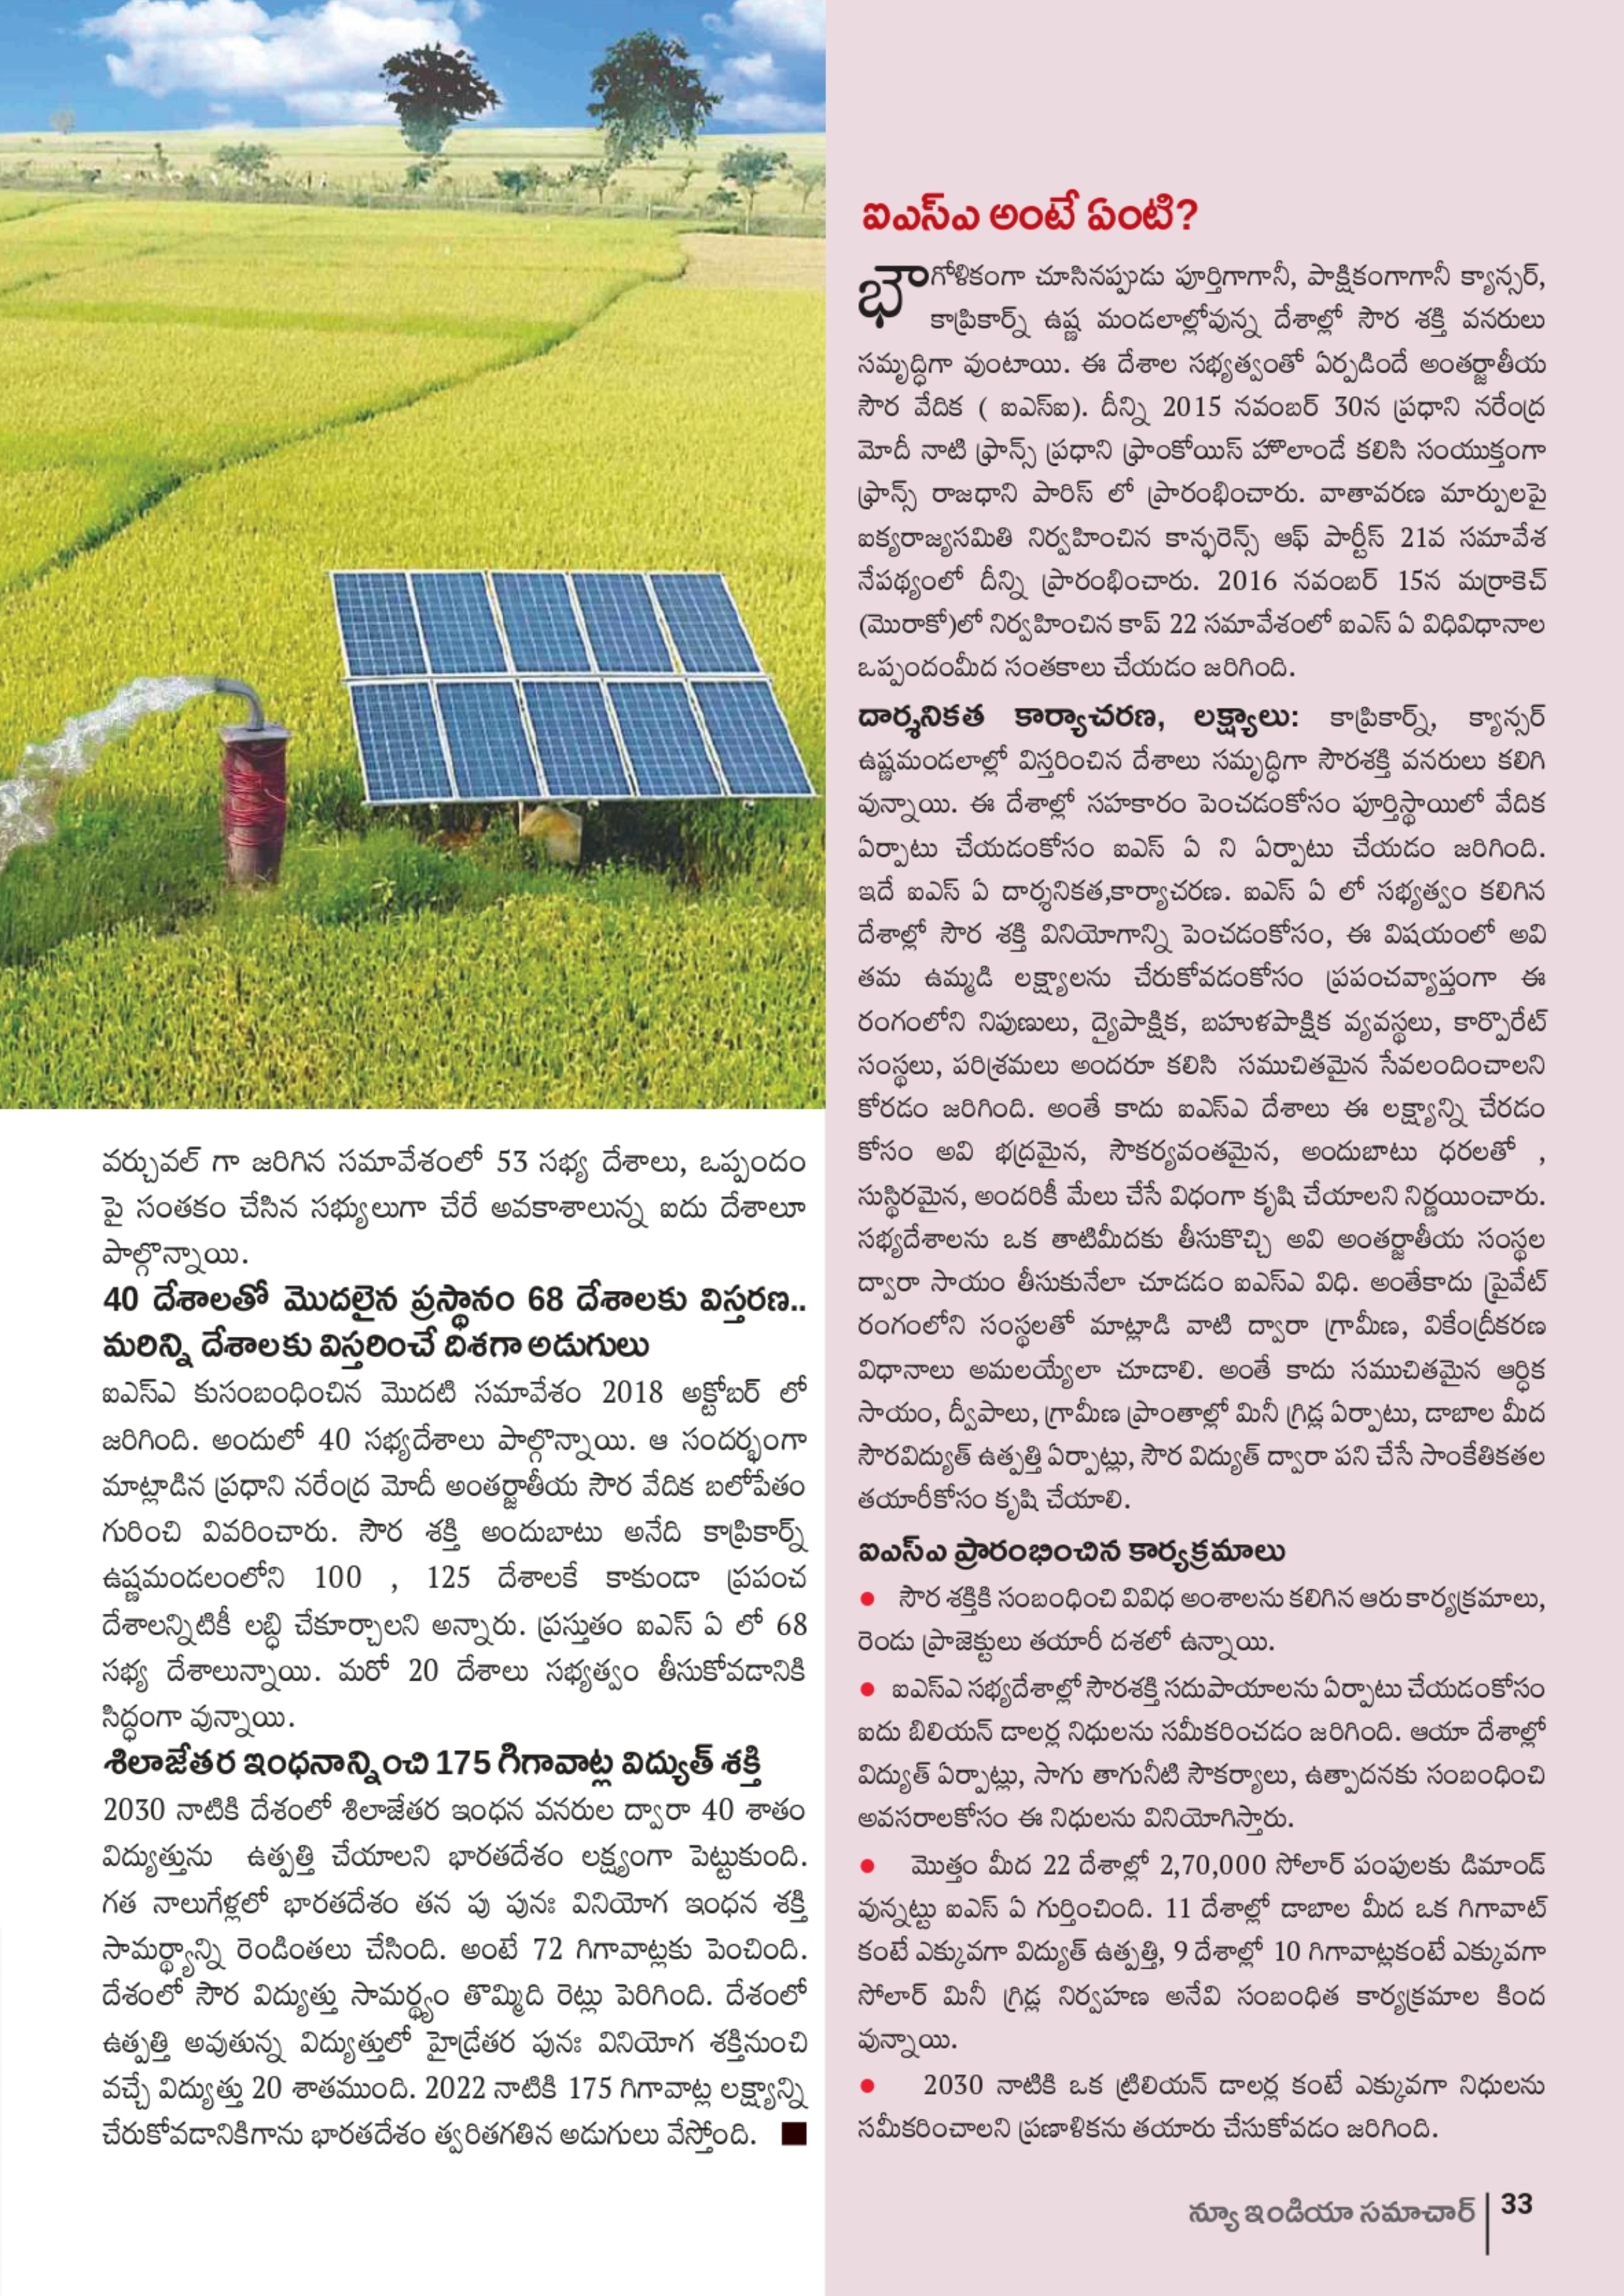 వర్చువల్ గా జరిగిన సమావేశంలో 53 సభ్య దేశాలు, ఒప్పందం
పై సంతకం చేసిన సభ్యులుగా చేరే అవకాశాలున్న ఐదు దేశాలూ
పాల్గొన్నాయి.
40 దేశాలతో మొదలైన ప్రస్థానం 68 దేశాలకు విస్తరణ..
మరిన్ని దేశాలకు విస్తరించే దిశగా అడుగులు
ఐఎస్ఎ కుసంబంధించిన మొదటి సమావేశం 2018 అక్టోబర్ లో
జరిగింది. అందులో 40 సభ్యదేశాలు పాల్గొన్నాయి. ఆ సందర్భంగా
మాట్లాడిన ప్రధాని నరేంద్ర మోదీ అంతర్జాతీయ సౌర వేదిక బలోపేతం
గురించి వివరించారు. సౌర శక్తి అందుబాటు అనేది కాప్రికార్న్
ఉష్ణమండలంలోని 100 , 125 దేశాలకే కాకుండా ప్రపంచ
దేశాలన్నిటికీ లబ్ధి చేకూర్చాలని అన్నారు. ప్రస్తుతం ఐఎస్ ఏ లో 68
సభ్య దేశాలున్నాయి. మరో 20 దేశాలు సభ్యత్వం తీసుకోవడానికి
సిద్ధంగా వున్నాయి.
శిలాజేతర ఇంధనాన్నించి 175 గిగావాట్ల విద్యుత్ శక్తి
2030 నాటికి దేశంలో శిలాజేతర ఇంధన వనరుల ద్వారా 40 శాతం
విద్యుత్తును ఉత్పత్తి చేయాలని భారతదేశం లక్ష్యంగా పెట్టుకుంది.
గత నాలుగేళ్లలో భారతదేశం తన పు పునః వినియోగ ఇంధన శక్తి
సామర్థ్యాన్ని రెండింతలు చేసింది. అంటే 72 గిగావాట్లకు పెంచింది.
దేశంలో సౌర విద్యుత్తు సామర్థ్యం తొమ్మిది రెట్లు పెరిగింది. దేశంలో
ఉత్పత్తి అవుతున్న విద్యుత్తులో హైడ్రేతర పునః వినియోగ శక్తినుంచి
వచ్చే విద్యుత్తు 20 శాతముంది. 2022 నాటికి 175 గిగావాట్ల లక్ష్యాన్ని
చేరుకోవడానికిగాను భారతదేశం త్వరితగతిన అడుగులు వేస్తోంది.
ఐఎస్ఎ అంటే ఏంటి?
భౌగోళికంగా చూసినప్పుడు పూర్తిగాగానీ, పాక్షికంగాగానీ క్యాన్సర్,
కాప్రికార్న్ ఉష్ణ మండలాల్లోవున్న దేశాల్లో సౌర శక్తి వనరులు
సమృద్ధిగా వుంటాయి. ఈ దేశాల సభ్యత్వంతో ఏర్పడిందే అంతర్జాతీయ
సౌర వేదిక ( ఐఎస్ఐ). దీన్ని 2015 నవంబర్ 30న ప్రధాని నరేంద్ర
మోదీ నాటి ఫ్రాన్స్ ప్రధాని ఫ్రాంకోయిస్ హొలాండే కలిసి సంయుక్తంగా
ఫ్రాన్స్ రాజధాని పారిస్ లో ప్రారంభించారు. వాతావరణ మార్పులపై
ఐక్యరాజ్యసమితి నిర్వహించిన కాన్ఫరెన్స్ ఆఫ్ పార్టీస్ 21వ సమావేశ
నేపథ్యంలో దీన్ని ప్రారంభించారు. 2016 నవంబర్ 15న మర్రాకెచ్
(మొరాకో)లో నిర్వహించిన కాప్ 22 సమావేశంలో ఐఎస్ ఏ విధివిధానాల
ఒప్పందంమీద సంతకాలు చేయడం జరిగింది.
దార్శనికత కార్యాచరణ, లక్ష్యాలు: కాప్రికార్న్, క్యాన్సర్
ఉష్ణమండలాల్లో విస్తరించిన దేశాలు సమృద్ధిగా సౌరశక్తి వనరులు కలిగి
వున్నాయి. ఈ దేశాల్లో సహకారం పెంచడంకోసం పూర్తిస్థాయిలో వేదిక
ఏర్పాటు చేయడంకోసం ఐఎస్ ఏ ని ఏర్పాటు చేయడం జరిగింది.
ఇదే ఐఎస్ ఏ దార్శనికత,కార్యాచరణ. ఐఎస్ ఏ లో సభ్యత్వం కలిగిన
దేశాల్లో సౌర శక్తి వినియోగాన్ని పెంచడంకోసం, ఈ విషయంలో అవి
తమ ఉమ్మడి లక్ష్యాలను చేరుకోవడంకోసం ప్రపంచవ్యాప్తంగా ఈ
రంగంలోని నిపుణులు, ద్వైపాక్షిక, బహుళపాక్షిక వ్యవస్థలు, కార్పొరేట్
సంస్థలు, పరిశ్రమలు అందరూ కలిసి సముచితమైన సేవలందించాలని
కోరడం జరిగింది. అంతే కాదు ఐఎస్ఎ దేశాలు ఈ లక్ష్యాన్ని చేరడం
కోసం అవి భద్రమైన, సౌకర్యవంతమైన, అందుబాటు ధరలతో ,
సుస్థిరమైన, అందరికీ మేలు చేసే విధంగా కృషి చేయాలని నిర్ణయించారు.
సభ్యదేశాలను ఒక తాటిమీదకు తీసుకొచ్చి అవి అంతర్జాతీయ సంస్థల
ద్వారా సాయం తీసుకునేలా చూడడం ఐఎస్ఎ విధి. అంతేకాదు ప్రైవేట్
రంగంలోని సంస్థలతో మాట్లాడి వాటి ద్వారా గ్రామీణ, వికేంద్రీకరణ
విధానాలు అమలయ్యేలా చూడాలి. అంతే కాదు సముచితమైన ఆర్థిక
సాయం, ద్వీపాలు, గ్రామీణ ప్రాంతాల్లో మినీ గ్రిడ్ల ఏర్పాటు, డాబాల మీద
సౌరవిద్యుత్ ఉత్పత్తి ఏర్పాట్లు, సౌర విద్యుత్ ద్వారా పని చేసే సాంకేతికతల
తయారీకోసం కృషి చేయాలి.
ఐఎస్ఎ ప్రారంభించిన కార్యక్రమాలు
● సౌర శక్తికి సంబంధించి వివిధ అంశాలను కలిగిన ఆరు కార్యక్రమాలు,
రెండు ప్రాజెక్టులు తయారీ దశలో ఉన్నాయి.
● ఐఎస్ఎ సభ్యదేశాల్లో సౌరశక్తి సదుపాయాలను ఏర్పాటు చేయడంకోసం
ఐదు బిలియన్ డాలర్ల నిధులను సమీకరించడం జరిగింది. ఆయా దేశాల్లో
విద్యుత్ ఏర్పాట్లు, సాగు తాగునీటి సౌకర్యాలు, ఉత్పాదనకు సంబంధించి
అవసరాలకోసం ఈ నిధులను వినియోగిస్తారు.
● మొత్తం మీద 22 దేశాల్లో 2,70,000 సోలార్ పంపులకు డిమాండ్
వున్నట్టు ఐఎస్ ఏ గుర్తించింది. 11 దేశాల్లో డాబాల మీద ఒక గిగావాట్
కంటే ఎక్కువగా విద్యుత్ ఉత్పత్తి, 9 దేశాల్లో 10 గిగావాట్లకంటే ఎక్కువగా
సోలార్ మినీ గ్రిడ్ల నిర్వహణ అనేవి సంబంధిత కార్యక్రమాల కింద
వున్నాయి.
● 2030 నాటికి ఒక ట్రిలియన్ డాలర్ల కంటే ఎక్కువగా నిధులను
సమీకరించాలని ప్రణాళికను తయారు చేసుకోవడం జరిగింది.
న్యూ ఇండియా సమాచార్ 33